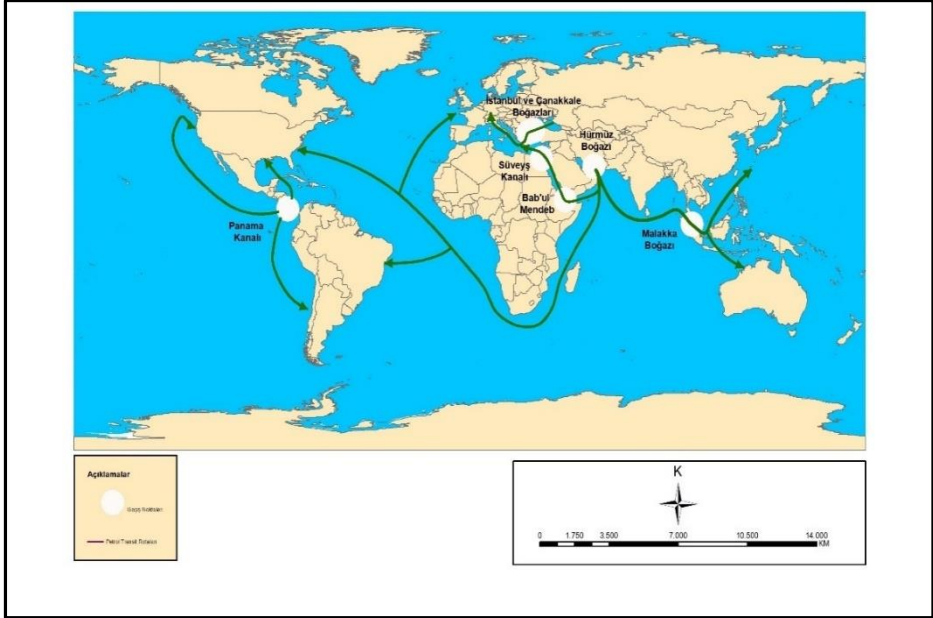 İstanbul ve Çanakkale
Boğazları
Hürmüz
Boğazı
Süveyş
Kanalı
Bab'ul
Mendeb
Panama
Kanalı
Malakka
Boğazı
Açıklamalar
Geçiş Noktaları
Petrol Transit Rotaları
K
0 1.750 3.500 7.000 10.500 14.000
KM